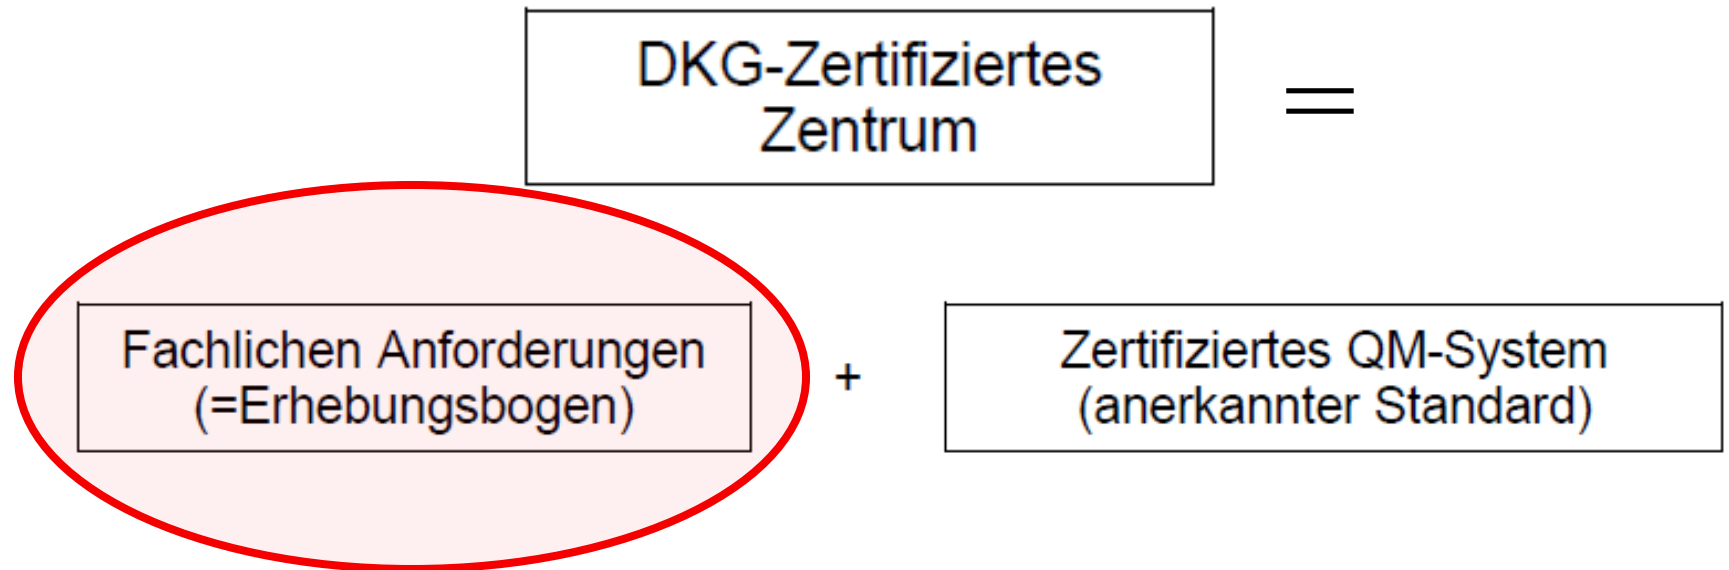 DKG-Zertifiziertes
Zentrum
=
Fachlichen Anforderungen
(=Erhebungsbogen)
+
Zertifiziertes QM-System
(anerkannter Standard)